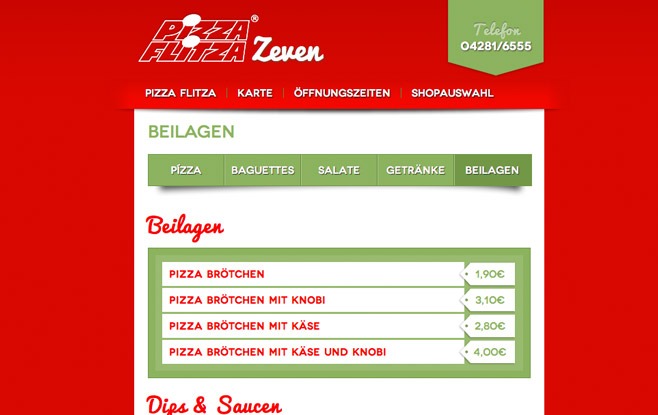 PIZZA
FLITZA® Zeven
Telefon
04281/6555
PIZZA FLITZA KARTE ÖFFNUNGSZEITEN SHOPAUSWAHL
BEILAGEN
PÍZZA BAGUETTES SALATE GETRÄNKE BEILAGEN
Beilagen
PIZZA BRÖTCHEN 1,90€
PIZZA BRÖTCHEN MIT KNOBI 3,10€
PIZZA BRÖTCHEN MIT KÄSE 2,80€
PIZZA BRÖTCHEN MIT KÄSE UND KNOBI 4,00€
Dips & Saucen